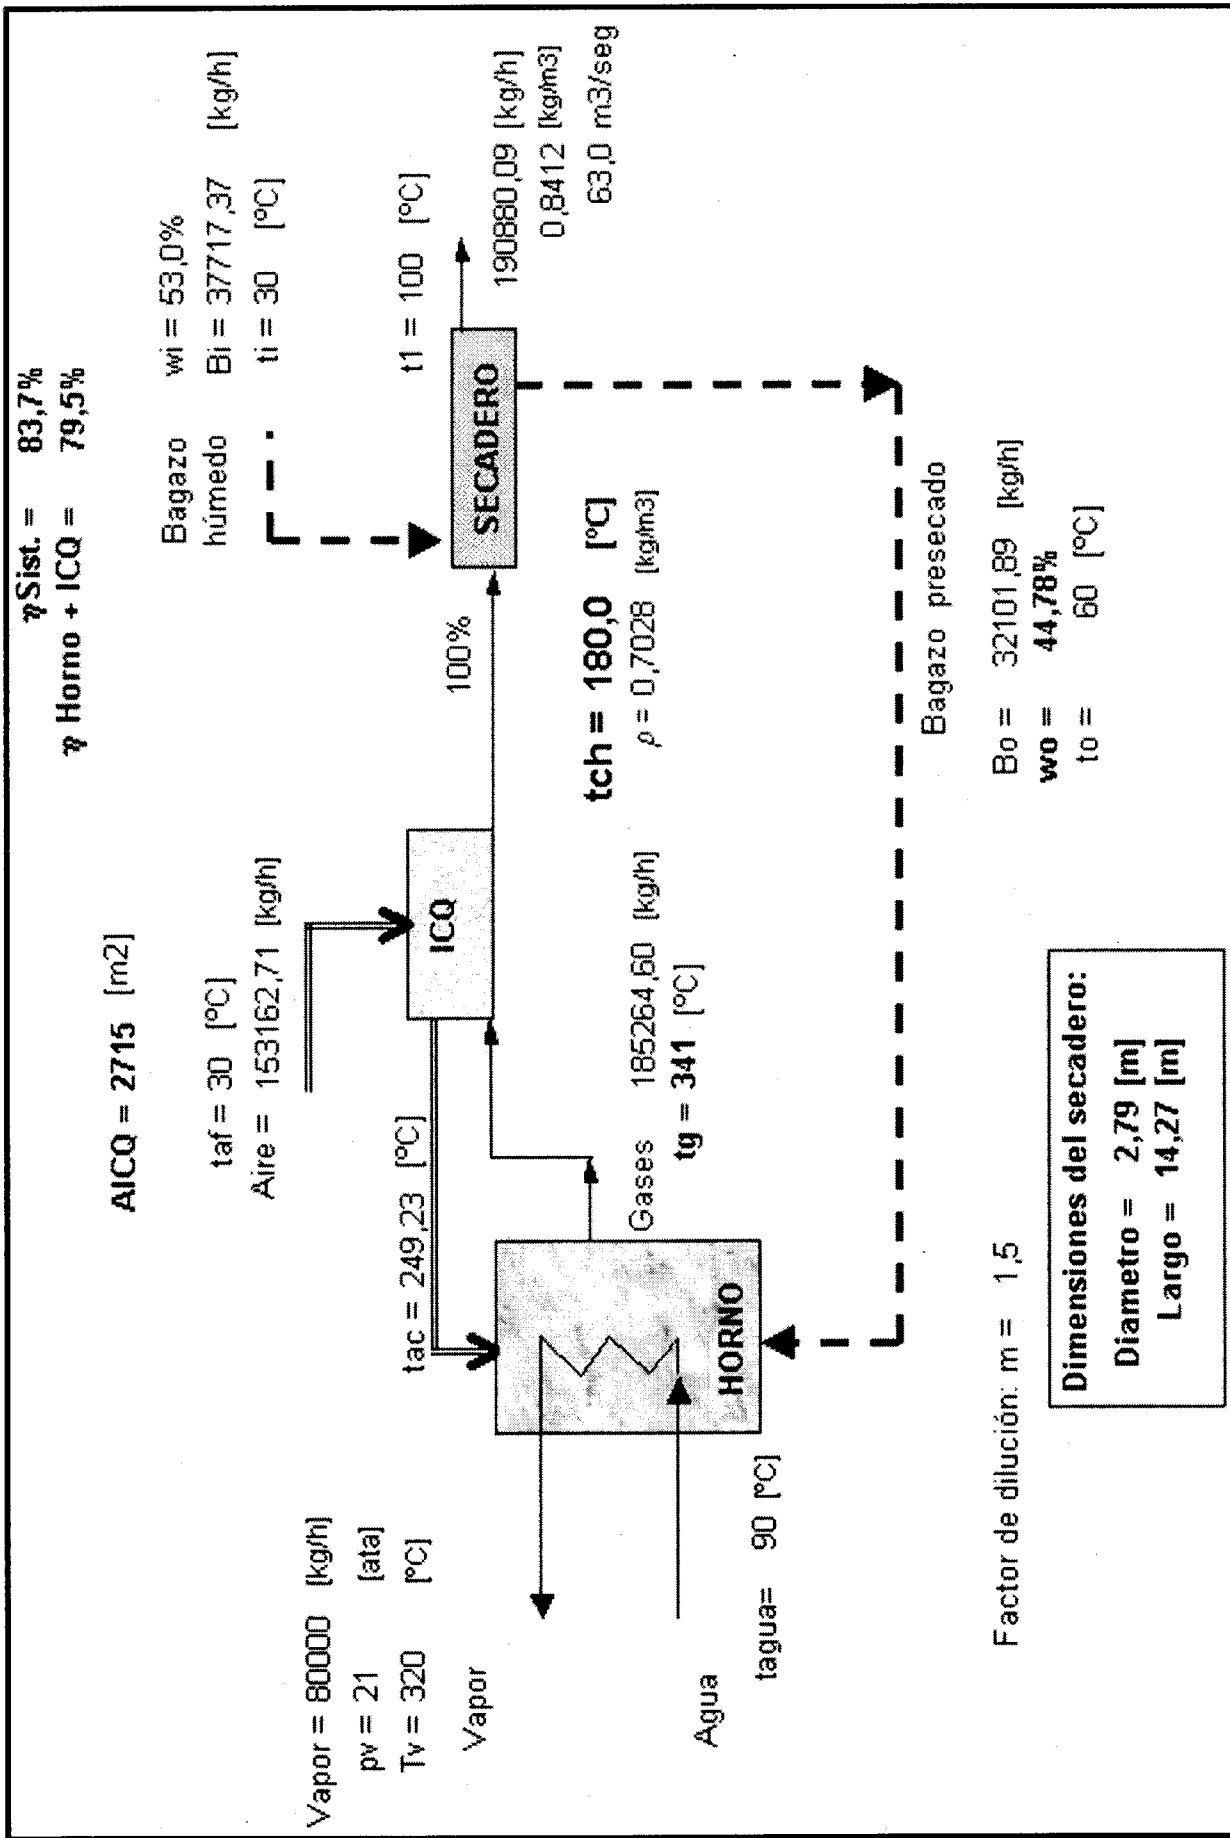 ηSist. = 83,7%
η Horno + ICQ = 79,5%
AICQ = 2715 [m2]
Bagazo húmedo
wi = 53,0%
Bi = 37717,37 [kg/h]
ti = 30 [ºC]
taf = 30 [ºC]
Aire = 153162,71 [kg/h]
Vapor = 80000 [kg/h]
pv = 21 [ata]
Tv = 320 [ºC]
Vapor
tac = 249,23 [ºC]
ICQ
100%
SECADERO
t1 = 100 [ºC]
190880,09 [kg/h]
0,8412 [kg/m3]
63,0 m3/seg
tch = 180,0 [ºC]
ρ = 0,7028 [kg/m3]
Gases 185264,60 [kg/h]
tg = 341 [ºC]
HORNO
Agua
tagua= 90 [ºC]
Bagazo presecado
Bo = 32101,89 [kg/h]
wo = 44,78%
to = 60 [ºC]
Factor de dilución: m = 1,5
Dimensiones del secadero:
Diametro = 2,79 [m]
Largo = 14,27 [m]